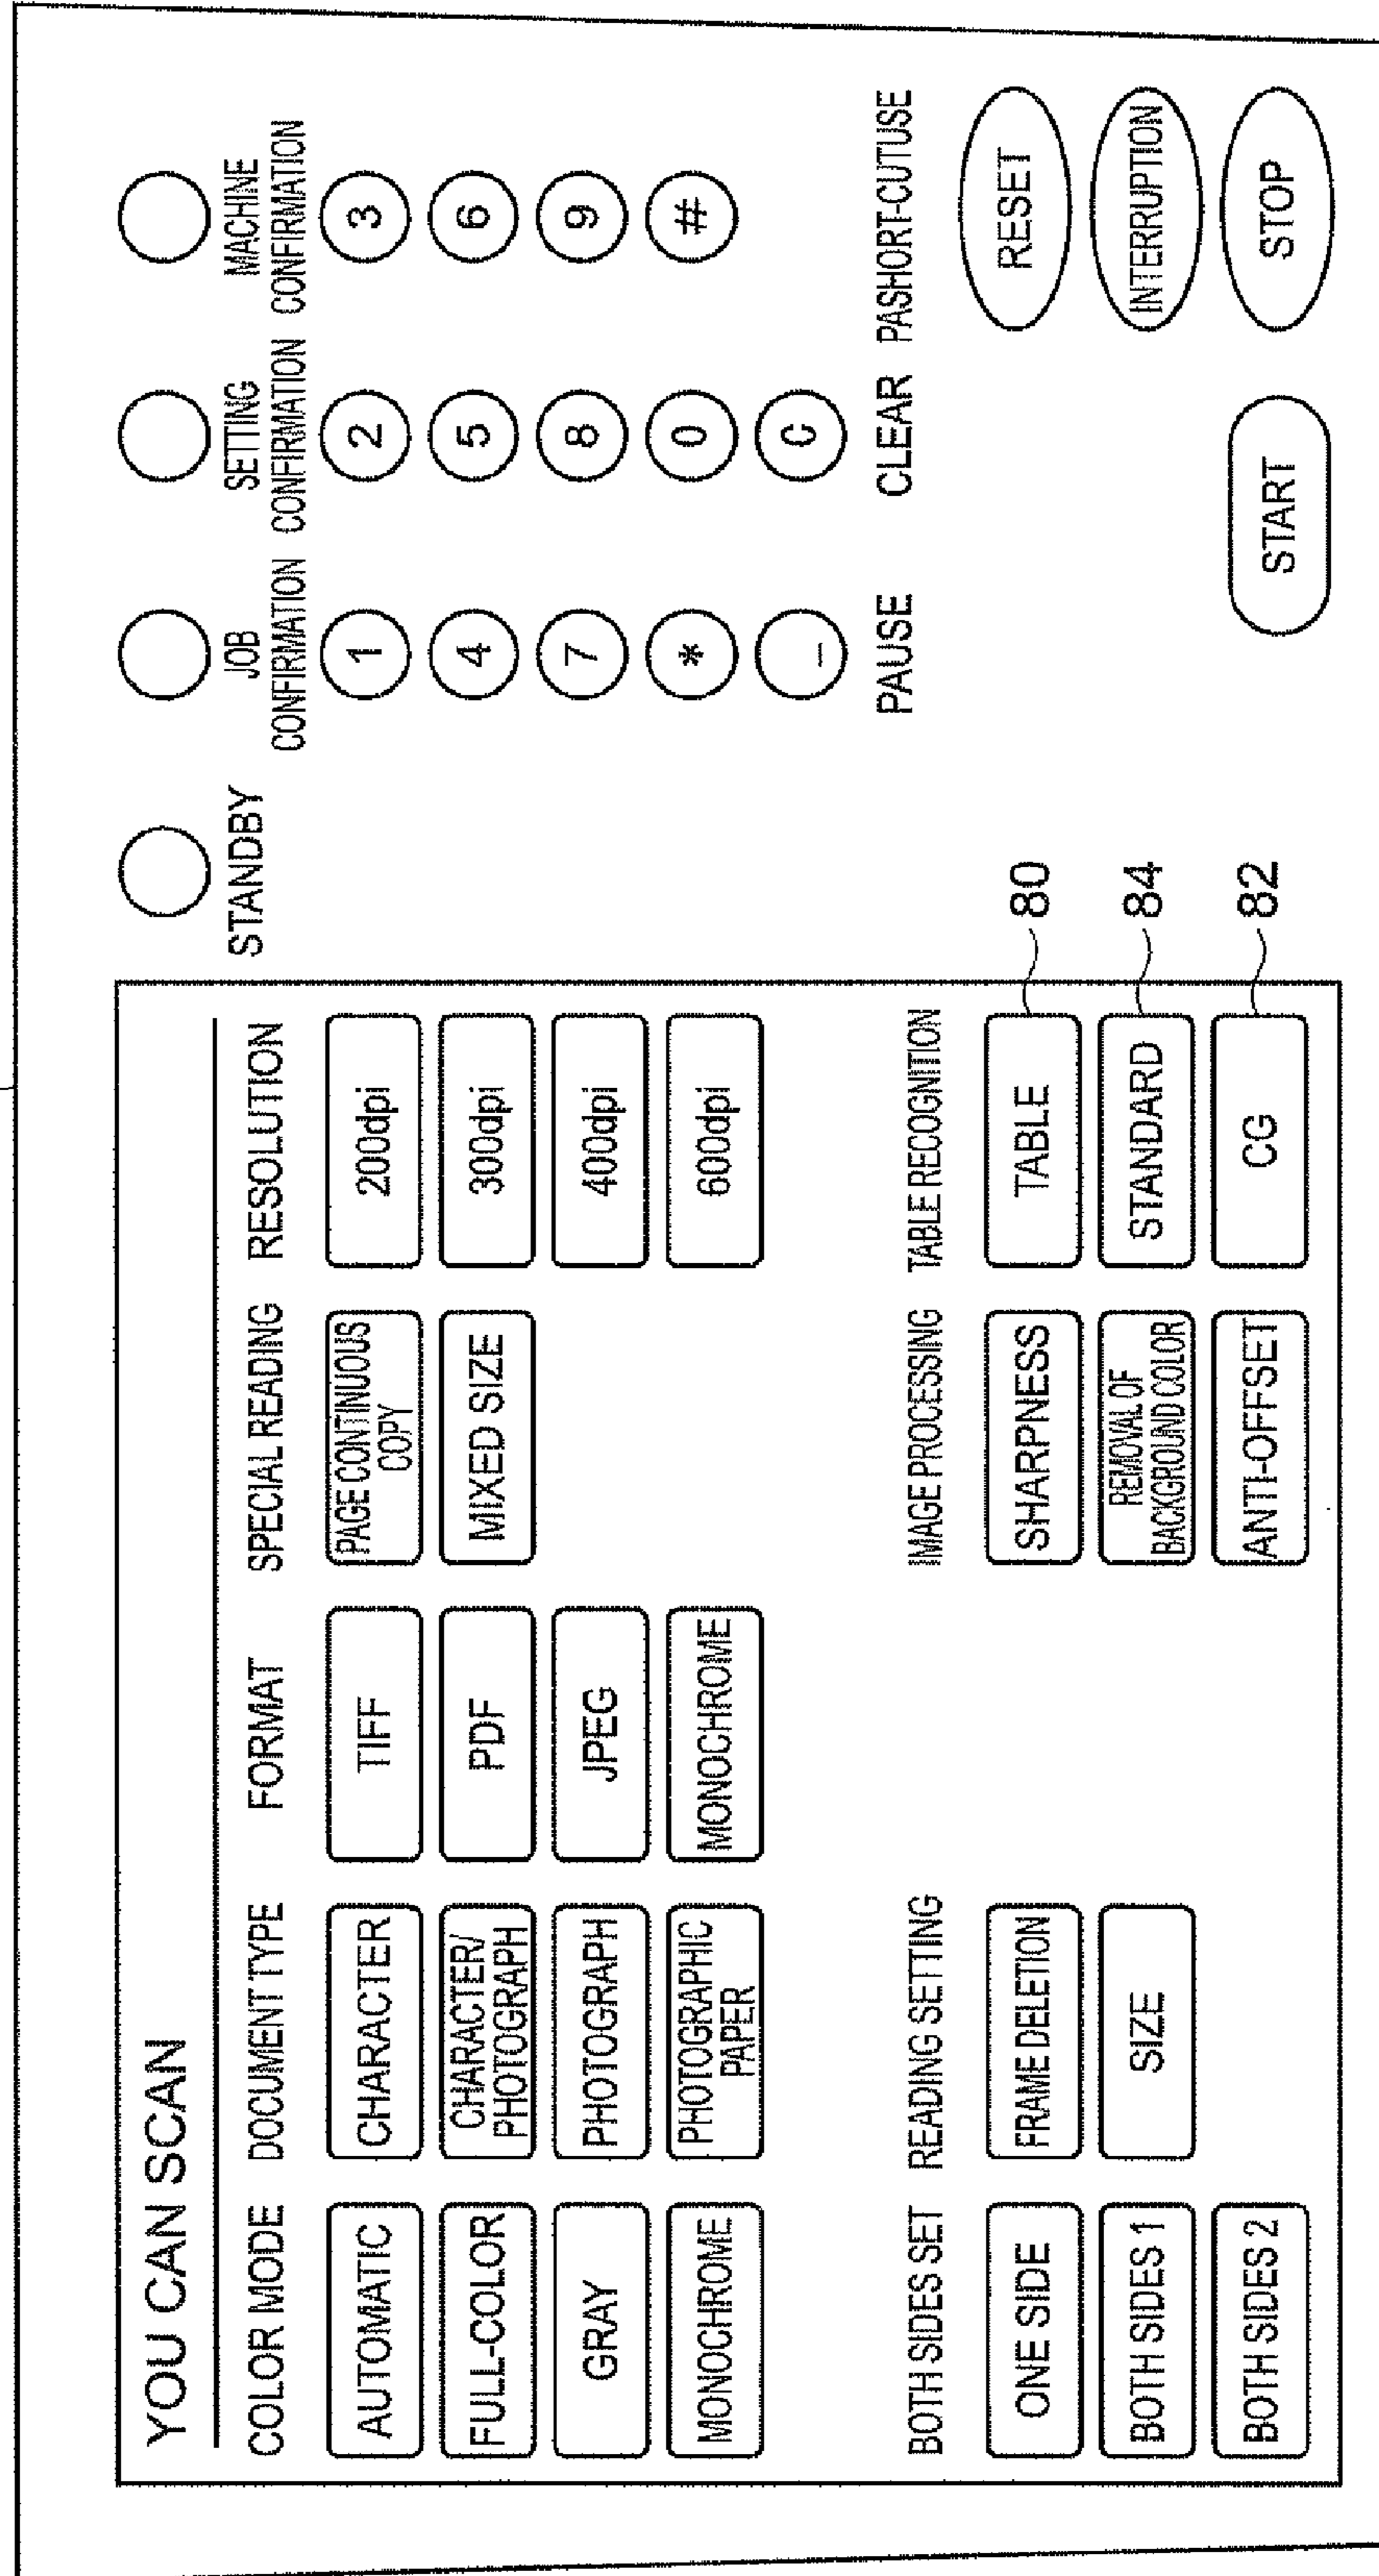 YOU CAN SCAN
COLOR MODE
AUTOMATIC
FULL-COLOR
GRAY
MONOCHROME
DOCUMENT TYPE
CHARACTER
CHARACTER/
PHOTOGRAPH
PHOTOGRAPH
PHOTOGRAPHIC
PAPER
FORMAT
TIFF
PDF
JPEG
MONOCHROME
SPECIAL READING
PAGE CONTINUOUS
COPY
MIXED SIZE
RESOLUTION
200dpi
300dpi
400dpi
600dpi
BOTH SIDES SET
ONE SIDE
BOTH SIDES 1
BOTH SIDES 2
READING SETTING
FRAME DELETION
SIZE
IMAGE PROCESSING
SHARPNESS
REMOVAL OF
BACKGROUND COLOR
ANTI-OFFSET
TABLE RECOGNITION
TABLE
STANDARD
CG
80
84
82
STANDBY
JOB
CONFIRMATION
SETTING
CONFIRMATION
MACHINE
CONFIRMATION
1 2 3
4 5 6
7 8 9
* 0 #
– C
PAUSE CLEAR PASHORT-CUTUSE
RESET
INTERRUPTION
START STOP